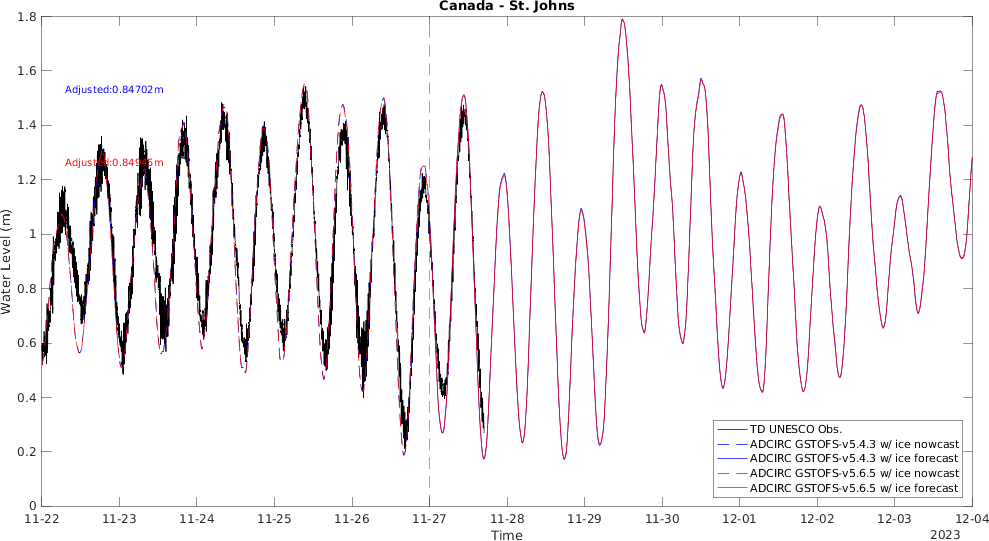 Canada - St. Johns
1.8
1.6
1.4
1.2
1
0.8
0.6
0.4
0.2
0
Water Level (m)
Adjusted:0.84702m
Adjusted:0.84945m
TD UNESCO Obs.
ADCIRC GSTOFS-v5.4.3 w/ ice nowcast
ADCIRC GSTOFS-v5.4.3 w/ ice forecast
ADCIRC GSTOFS-v5.6.5 w/ ice nowcast
ADCIRC GSTOFS-v5.6.5 w/ ice forecast
11-22 11-23 11-24 11-25 11-26 11-27 11-28 11-29 11-30 12-01 12-02 12-03 12-04
Time
2023